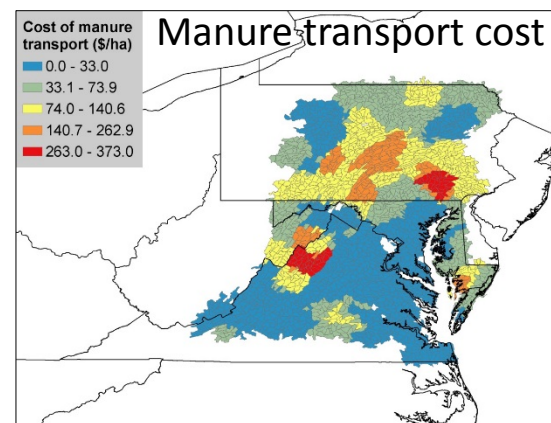 Manure transport cost
Cost of manure
transport ($/ha)
0.0 - 33.0
33.1 - 73.9
74.0 - 140.6
140.7 - 262.9
263.0 - 373.0